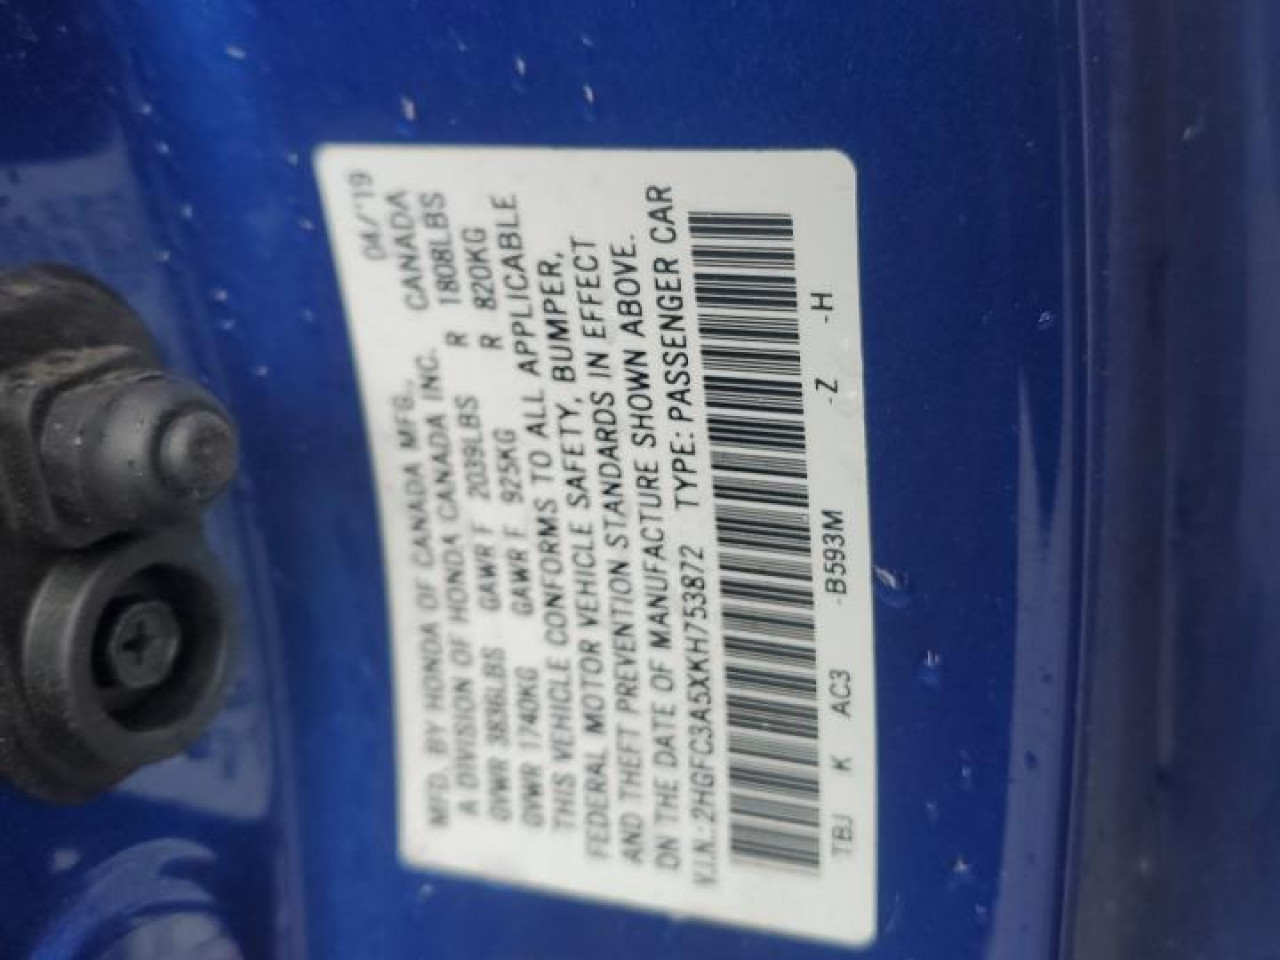 MFD. BY HONDA OF CANADA MFG., 04/'19
A DIVISION OF HONDA CANADA INC. CANADA
GVWR 3836LBS GAWR F 2039LBS R 1808LBS
GVWR 1740KG GAWR F 925KG R 820KG
THIS VEHICLE CONFORMS TO ALL APPLICABLE
FEDERAL MOTOR VEHICLE SAFETY, BUMPER,
AND THEFT PREVENTION STANDARDS IN EFFECT
ON THE DATE OF MANUFACTURE SHOWN ABOVE.
V.I.N.: 2HGFC3A5XKH753872 TYPE: PASSENGER CAR
TBJ K AC3 -B593M -Z -H